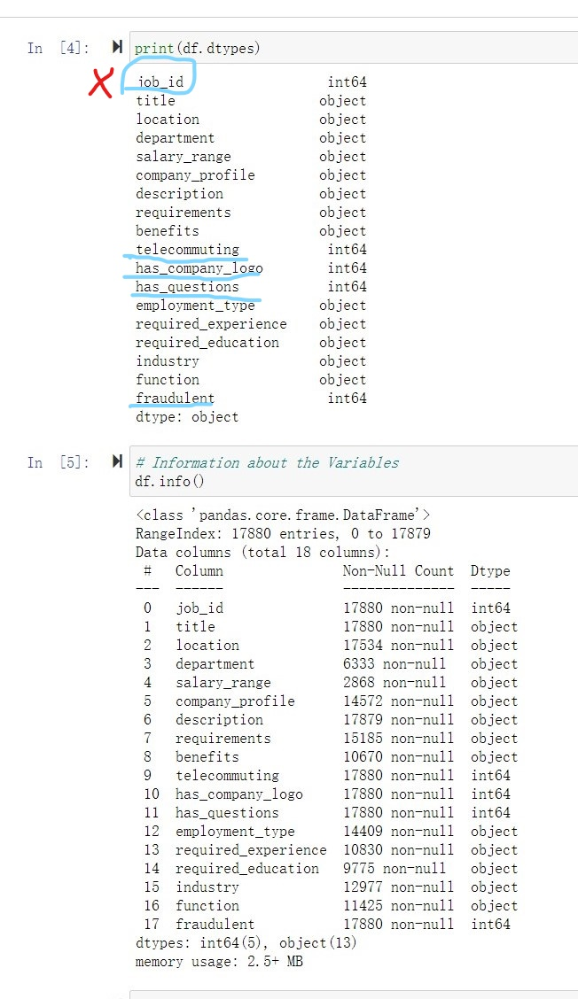 In [4]: print(df.dtypes)
job_id int64
title object
location object
department object
salary_range object
company_profile object
description object
requirements object
benefits object
telecommuting int64
has_company_logo int64
has_questions int64
employment_type object
required_experience object
required_education object
industry object
function object
fraudulent int64
dtype: object
In [5]: # Information about the Variables
df.info()
<class 'pandas.core.frame.DataFrame'>
RangeIndex: 17880 entries, 0 to 17879
Data columns (total 18 columns):
# Column Non-Null Count Dtype
--- ------ -------------- -----
0 job_id 17880 non-null int64
1 title 17880 non-null object
2 location 17534 non-null object
3 department 6333 non-null object
4 salary_range 2868 non-null object
5 company_profile 14572 non-null object
6 description 17879 non-null object
7 requirements 15185 non-null object
8 benefits 10670 non-null object
9 telecommuting 17880 non-null int64
10 has_company_logo 17880 non-null int64
11 has_questions 17880 non-null int64
12 employment_type 14409 non-null object
13 required_experience 10830 non-null object
14 required_education 9775 non-null object
15 industry 12977 non-null object
16 function 11425 non-null object
17 fraudulent 17880 non-null int64
dtypes: int64(5), object(13)
memory usage: 2.5+ MB